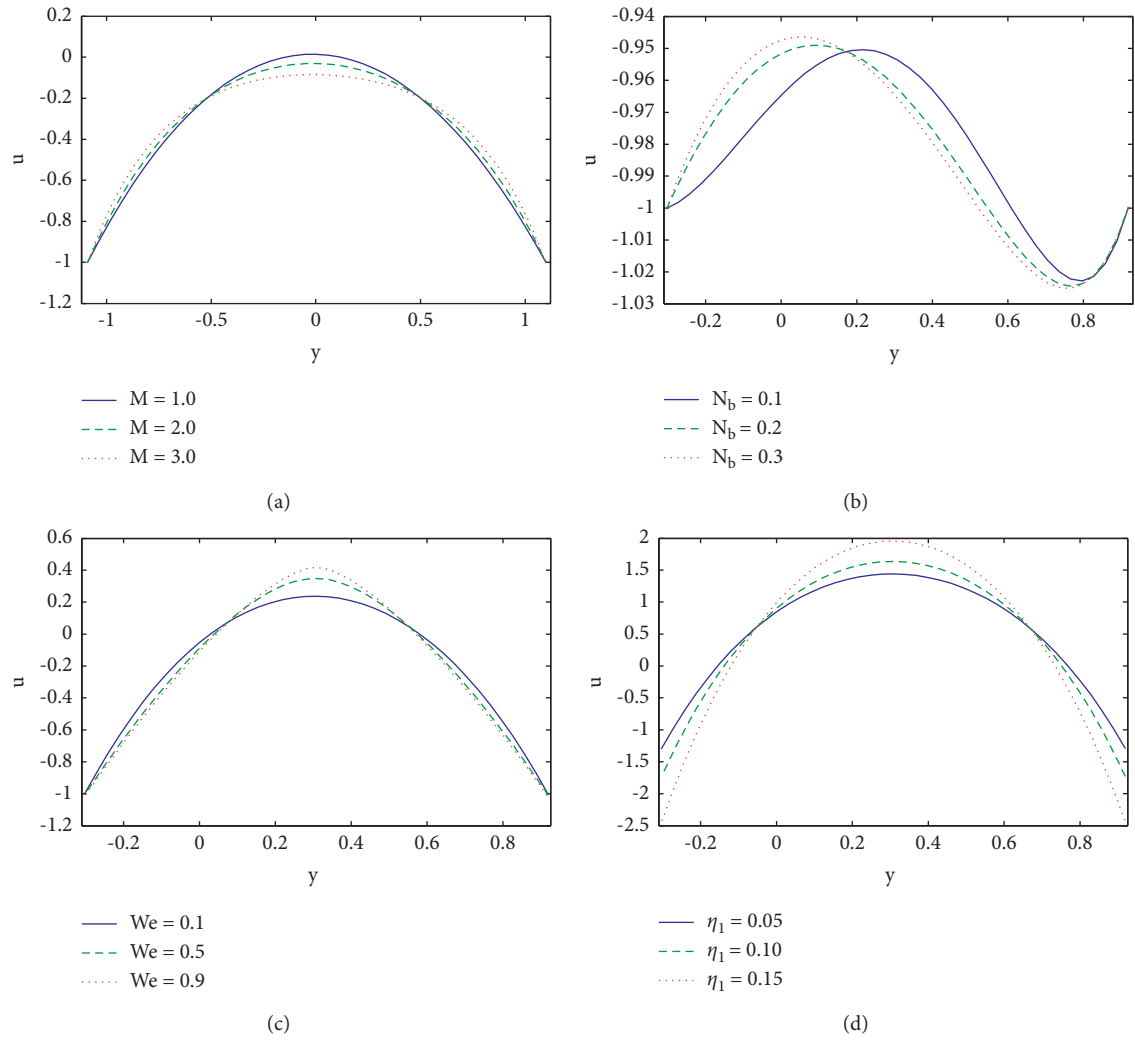 0.2
0
-0.2
-0.4
-0.6
-0.8
-1
-1.2
u
-1
-0.5
0
0.5
1
y
M = 1.0
M = 2.0
M = 3.0
(a)
-0.94
-0.95
-0.96
-0.97
-0.98
-0.99
-1
-1.01
-1.02
-1.03
u
-0.2
0
0.2
0.4
0.6
0.8
y
N_b = 0.1
N_b = 0.2
N_b = 0.3
(b)
0.6
0.4
0.2
0
-0.2
-0.4
-0.6
-0.8
-1
-1.2
u
-0.2
0
0.2
0.4
0.6
0.8
y
We = 0.1
We = 0.5
We = 0.9
(c)
2
1.5
1
0.5
0
-0.5
-1
-1.5
-2
-2.5
u
-0.2
0
0.2
0.4
0.6
0.8
y
η₁ = 0.05
η₁ = 0.10
η₁ = 0.15
(d)